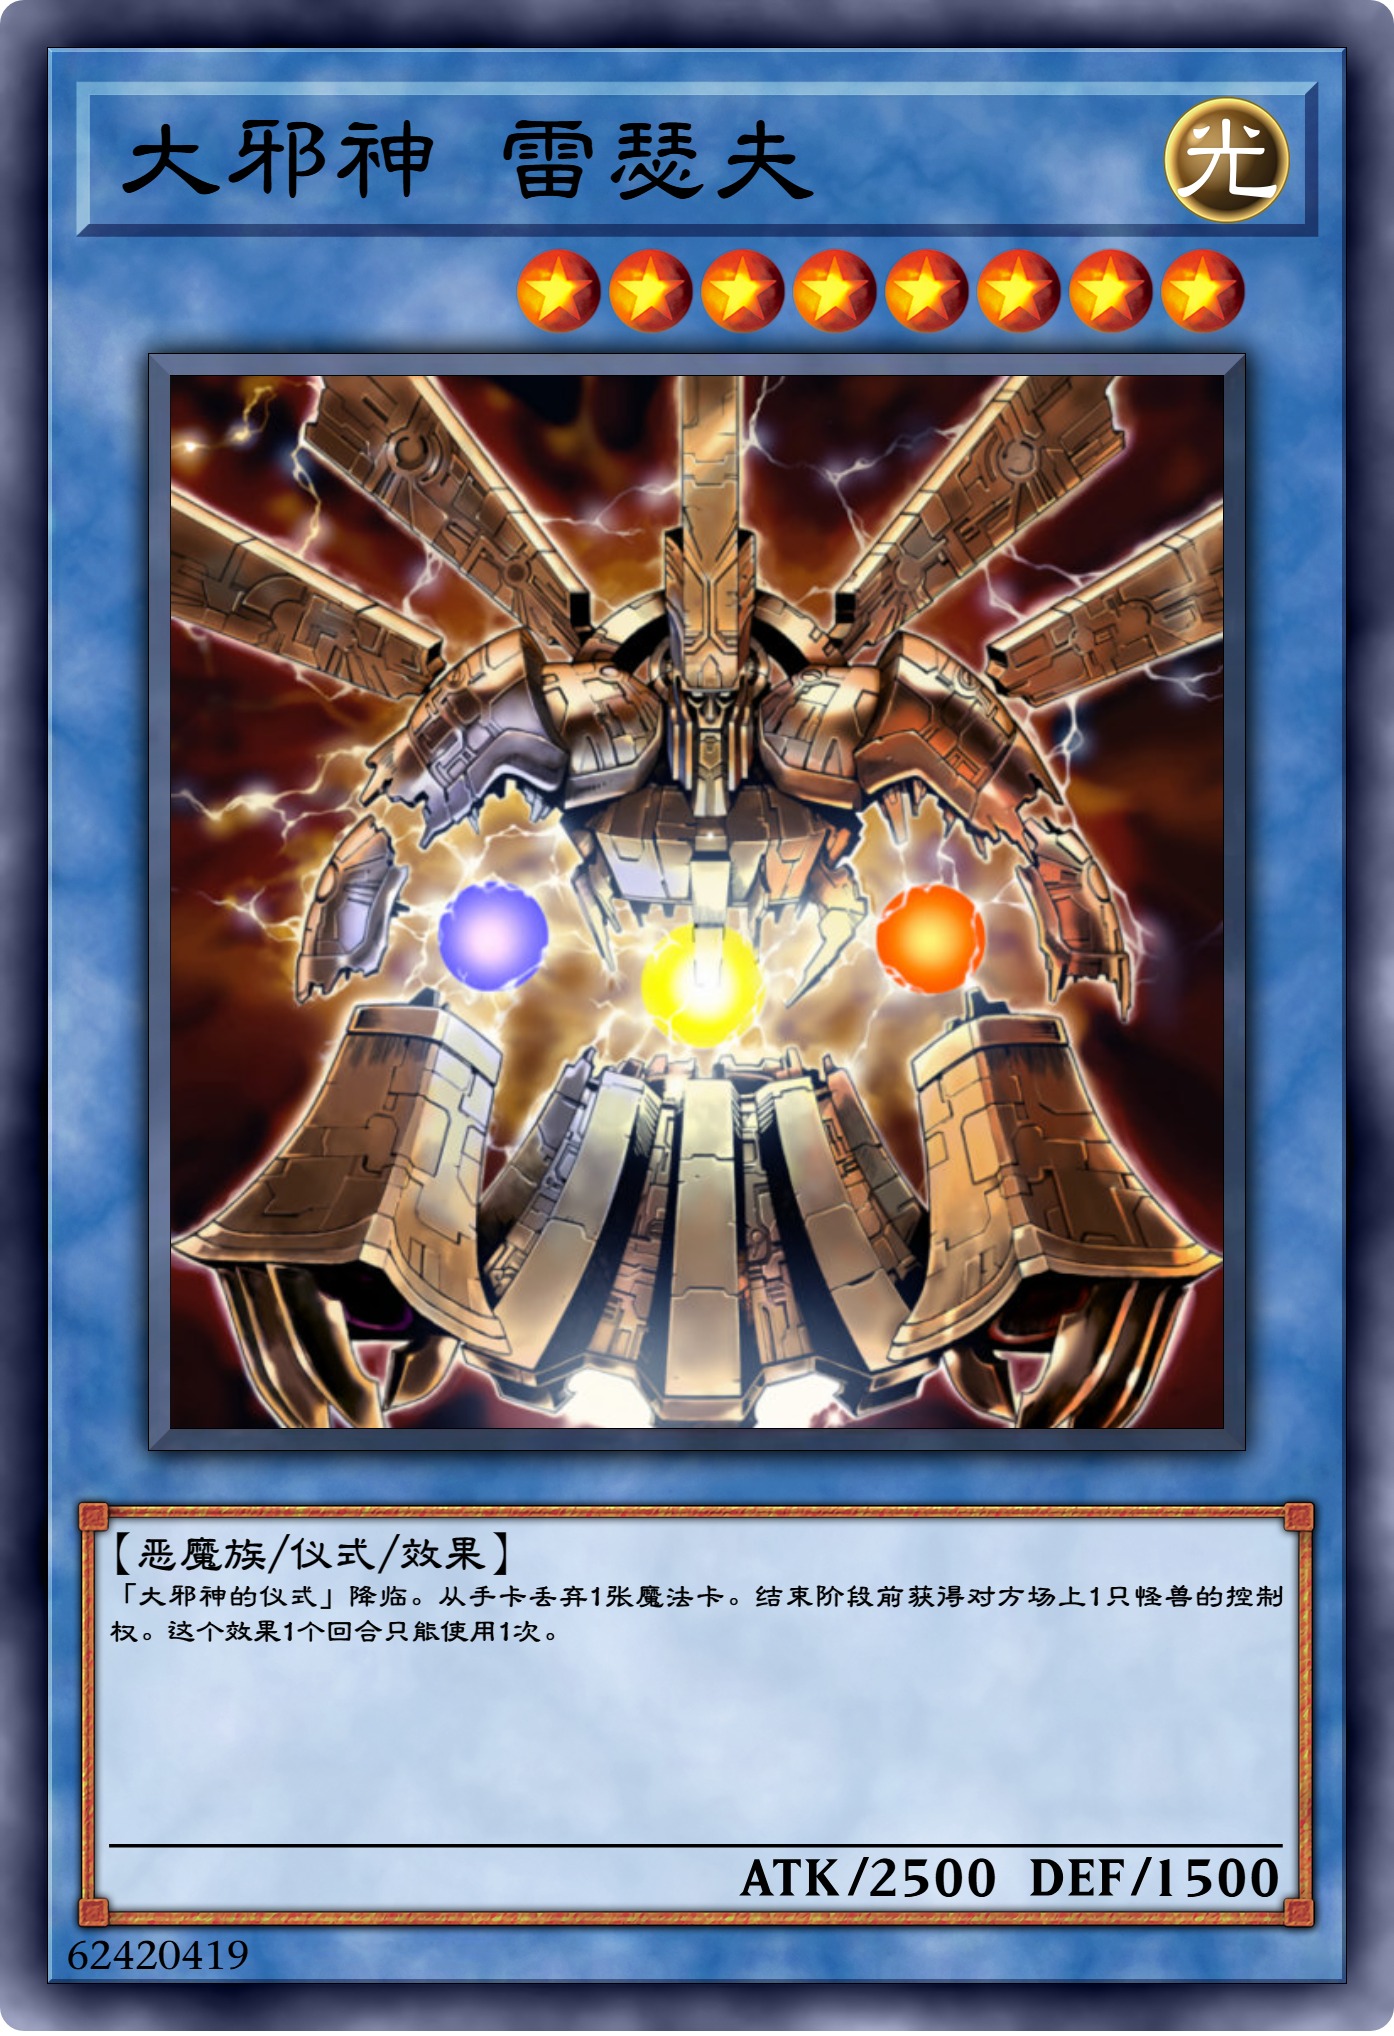 大邪神 雷瑟夫
光
【恶魔族/仪式/效果】
「大邪神的仪式」降临。从手卡丢弃1张魔法卡。结束阶段前获得对方场上1只怪兽的控制
权。这个效果1个回合只能使用1次。
ATK/2500 DEF/1500
62420419